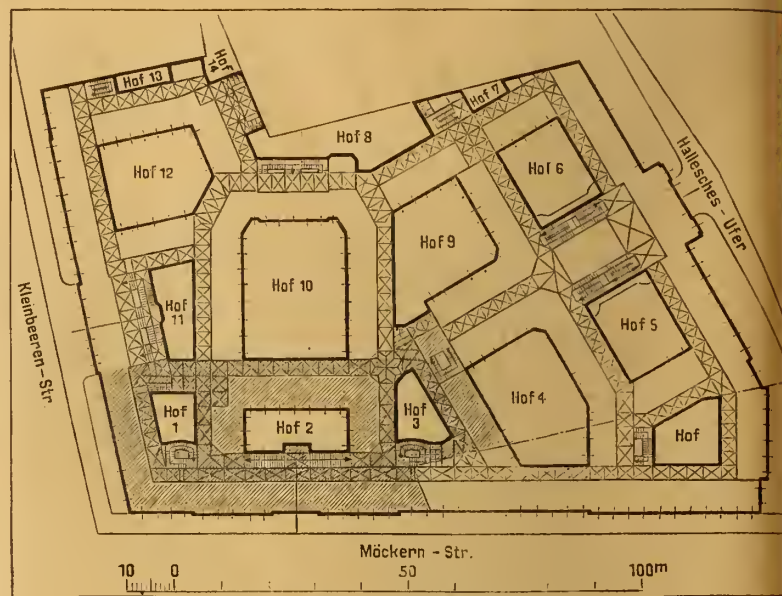 Hof 13
Hof 14
Hof 7
Hof 8
Hof 12
Hof 6
Hallesches-Ufer
Hof 9
Hof 10
Kleinbeeren-Str.
Hof 11
Hof 5
Hof 4
Hof 1
Hof 2
Hof 3
Hof
Möckern-Str.
10 0 50 100m